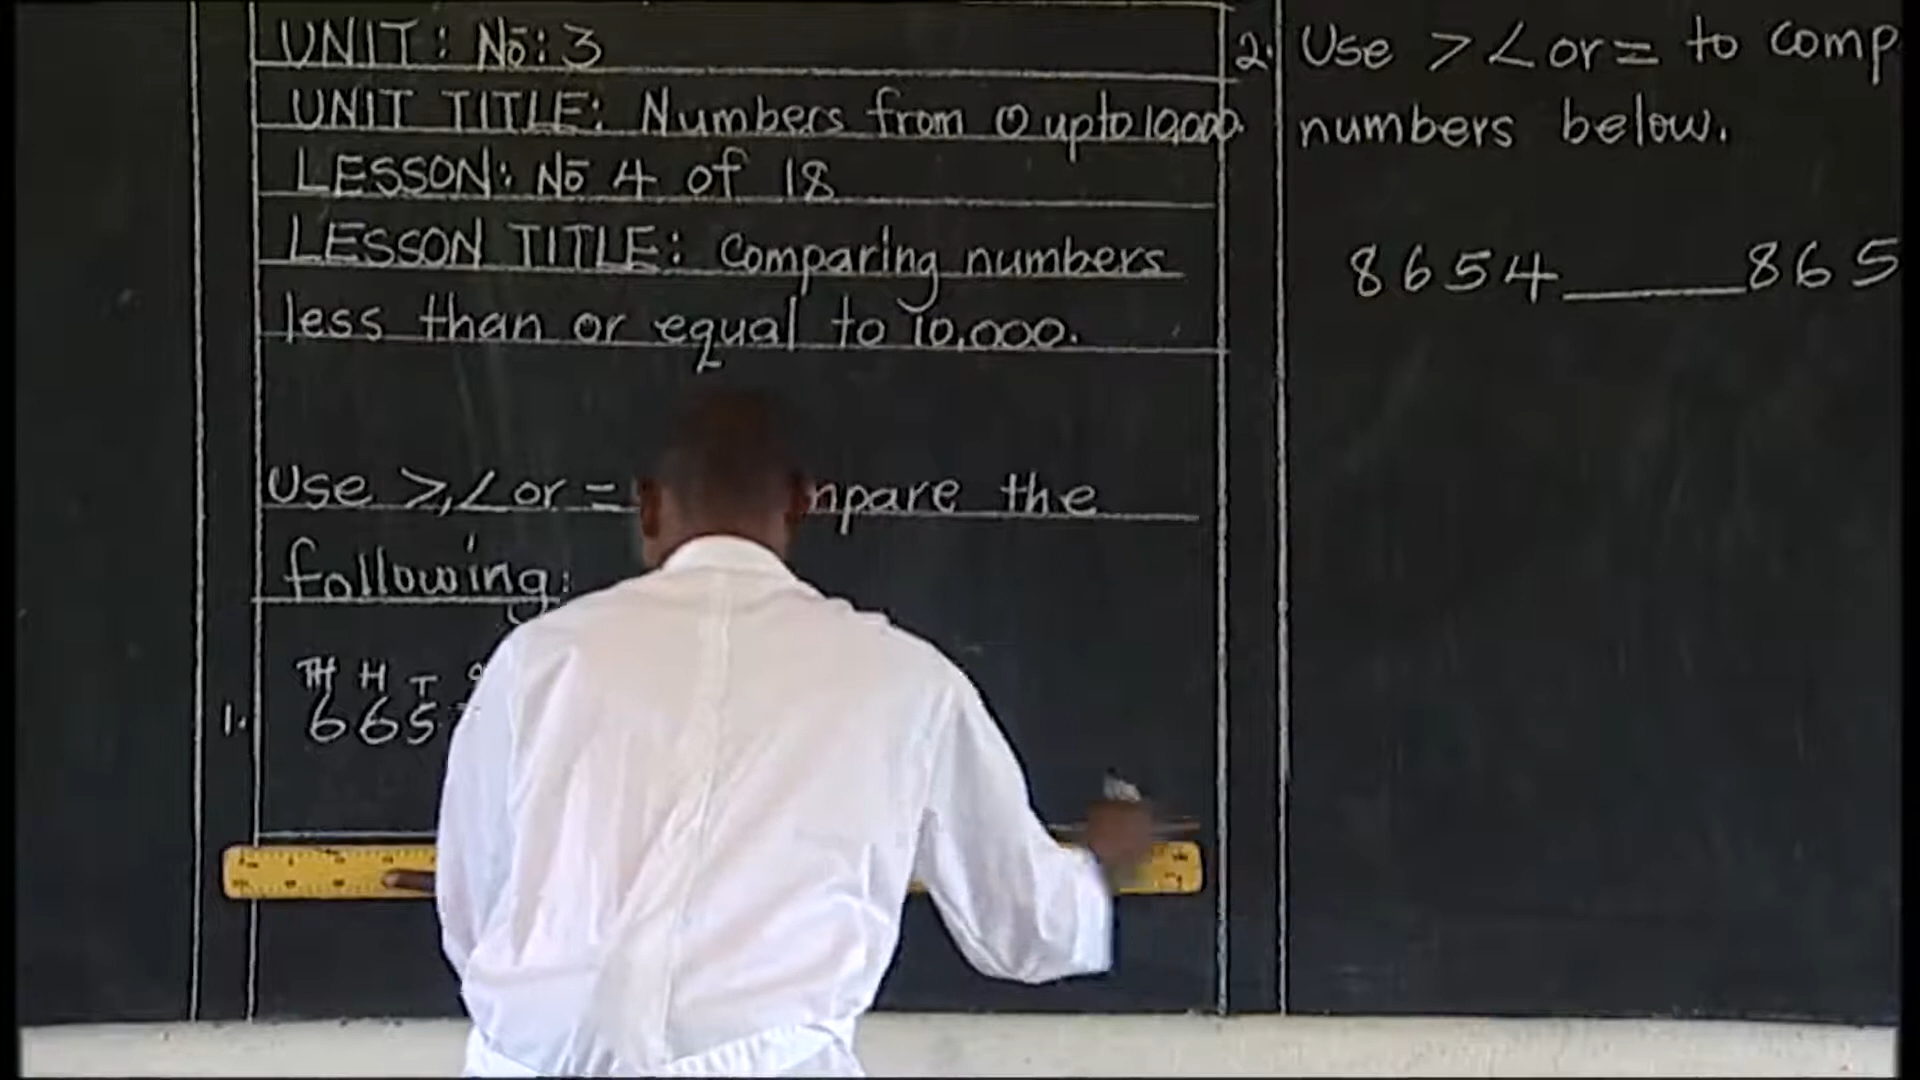 UNIT: No: 3
UNIT TITLE: Numbers from 0 upto 10,000.
LESSON: No 4 of 18
LESSON TITLE: Comparing numbers
less than or equal to 10,000.
Use >,< or = the
following:
TH H T
1. 665
2. Use > < or = to
numbers below.
8654 ____ 865